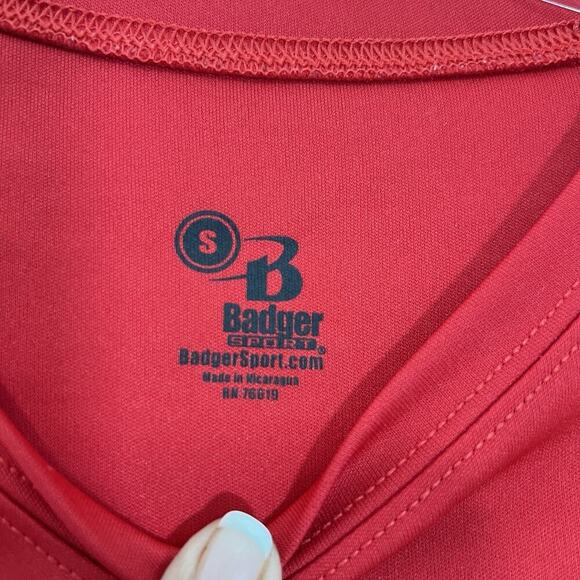 S
B
Badger
SPORT®
BadgerSport.com
Made in Nicaragua
RN 76619